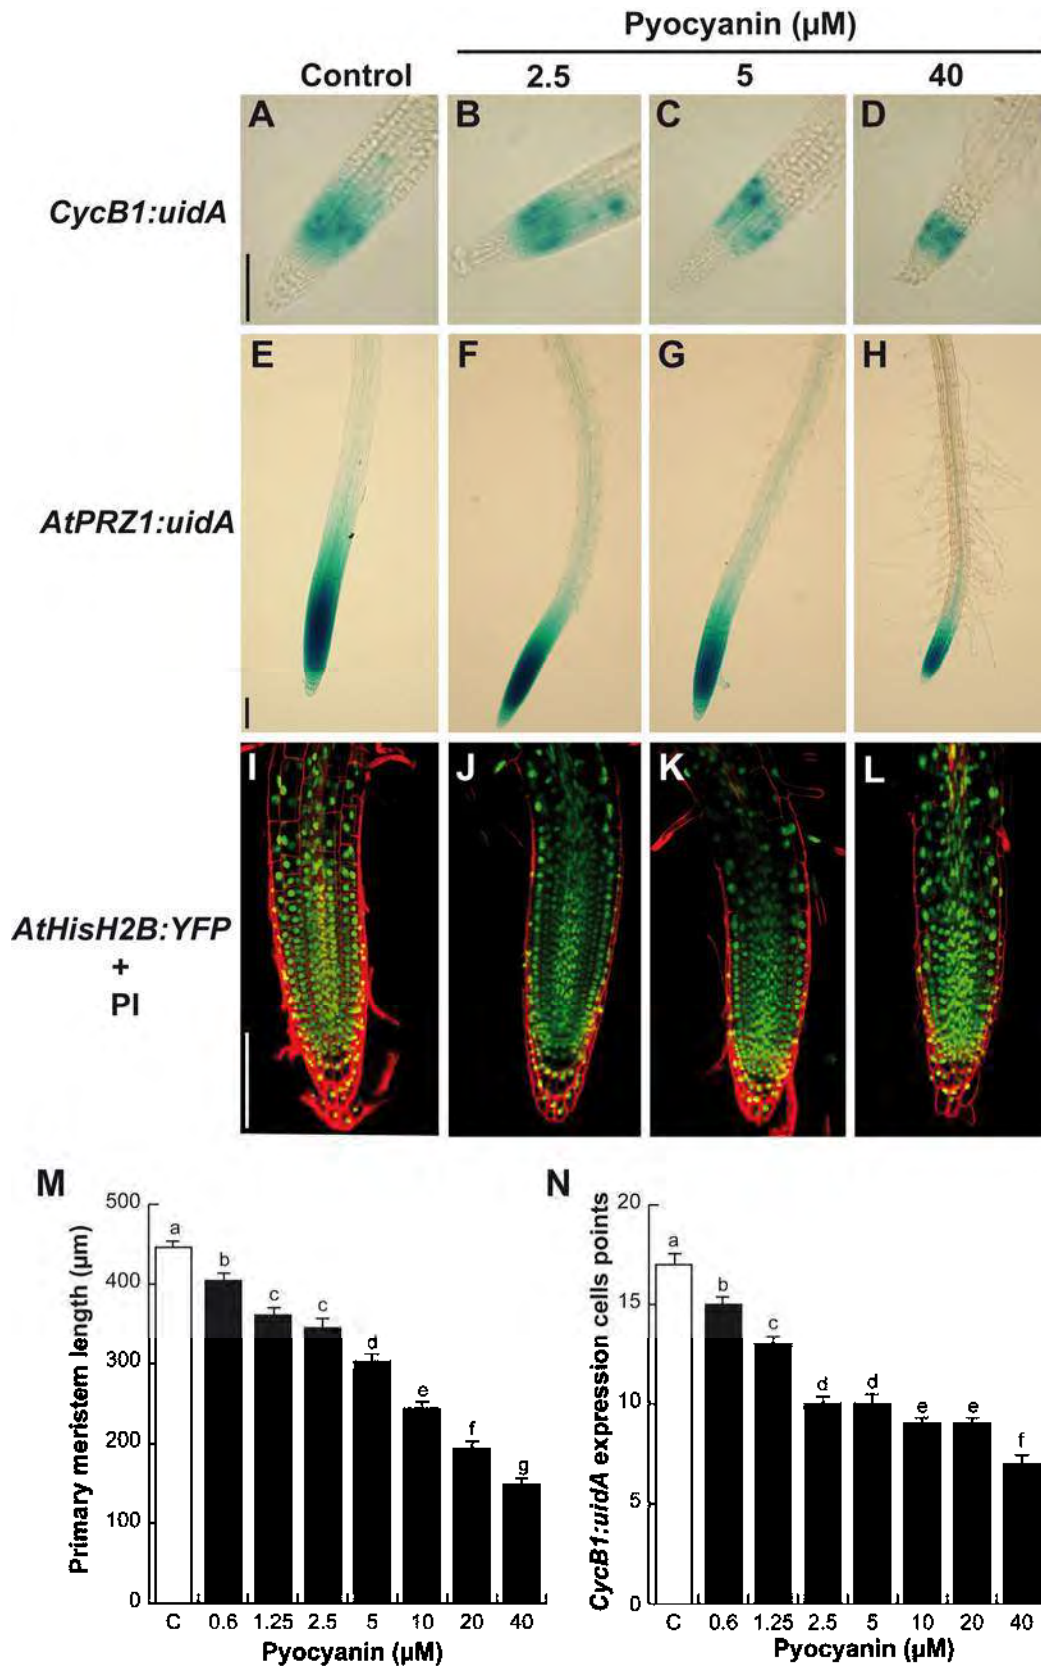 Pyocyanin (µM)
Control 2.5 5 40
A B C D
CycB1:uidA
E F G H
AtPRZ1:uidA
I J K L
AtHisH2B:YFP
+
PI
M
Primary meristem length (µm)
500
400
300
200
100
0
a b c c d e f g
C 0.6 1.25 2.5 5 10 20 40
Pyocyanin (µM)
N
CycB1:uidA expression cells points
20
15
10
5
0
a b c d d e e f
C 0.6 1.25 2.5 5 10 20 40
Pyocyanin (µM)